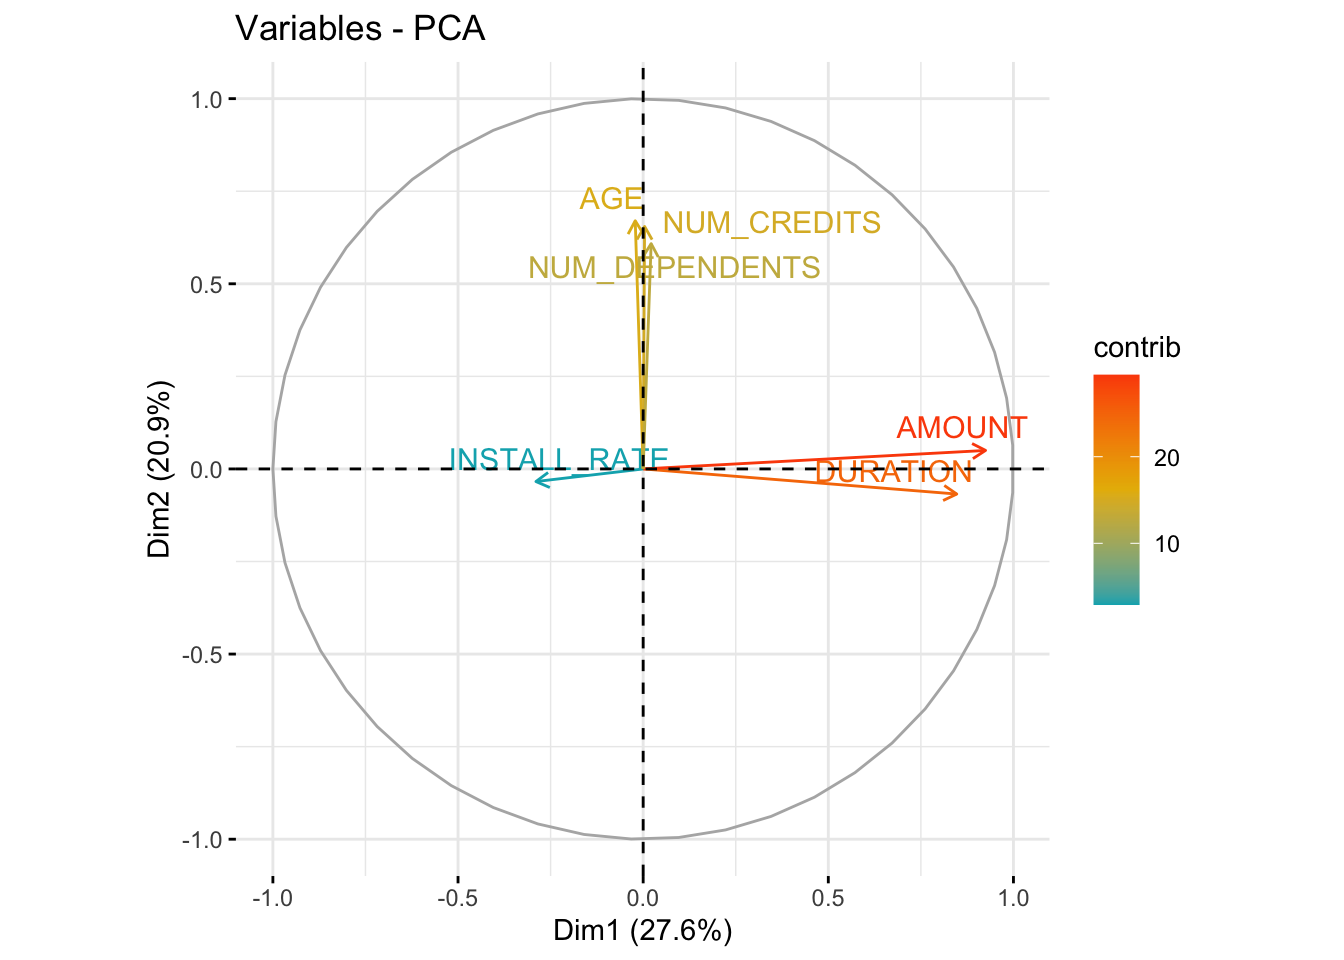 Variables - PCA
1.0
0.5
0.0
-0.5
-1.0
Dim2 (20.9%)
AGE
NUM_CREDITS
NUM_DEPENDENTS
AMOUNT
INSTALL_RATE
DURATION
-1.0
-0.5
0.0
0.5
1.0
Dim1 (27.6%)
contrib
20
10